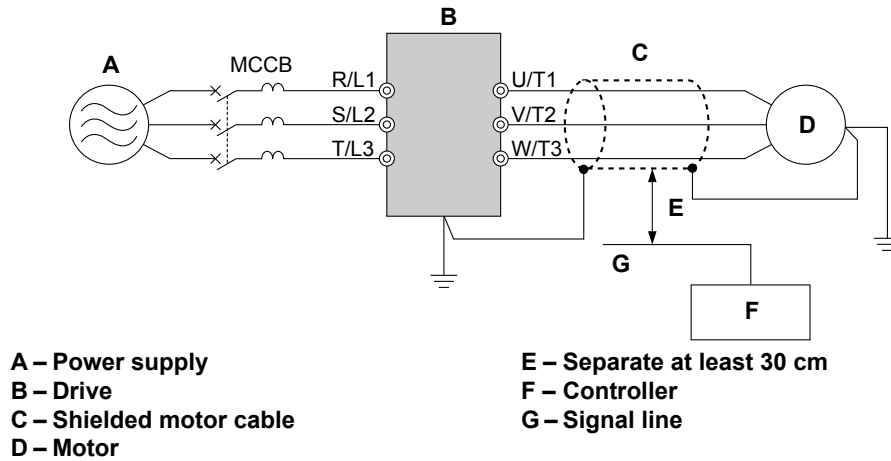 B
A
MCCB
C
R/L1
U/T1
S/L2
V/T2
D
T/L3
W/T3
E
G
F
A – Power supply
B – Drive
C – Shielded motor cable
D – Motor
E – Separate at least 30 cm
F – Controller
G – Signal line